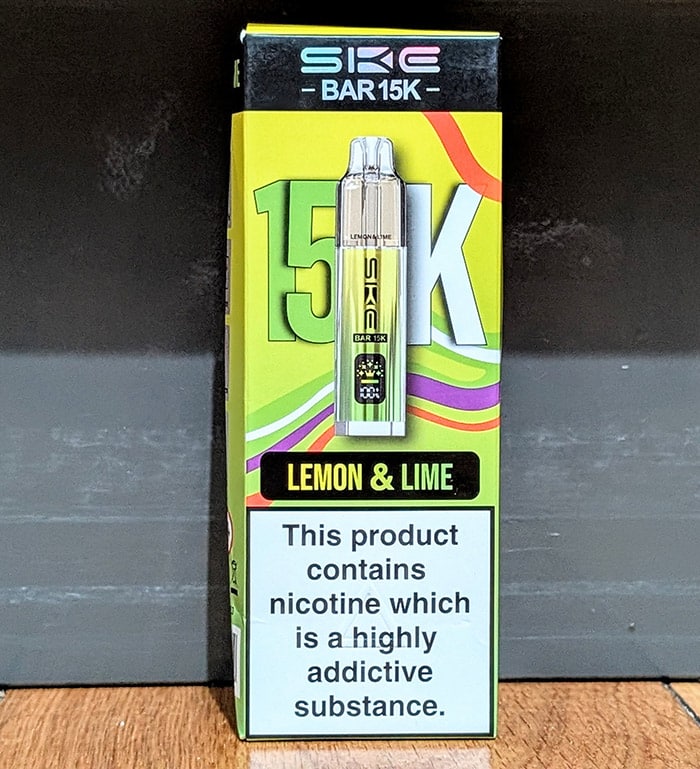 SKE
BAR 15K
15K
LEMON & LIME
SKE
BAR 15K
100%
LEMON & LIME
This product
contains
nicotine which
is a highly
addictive
substance.